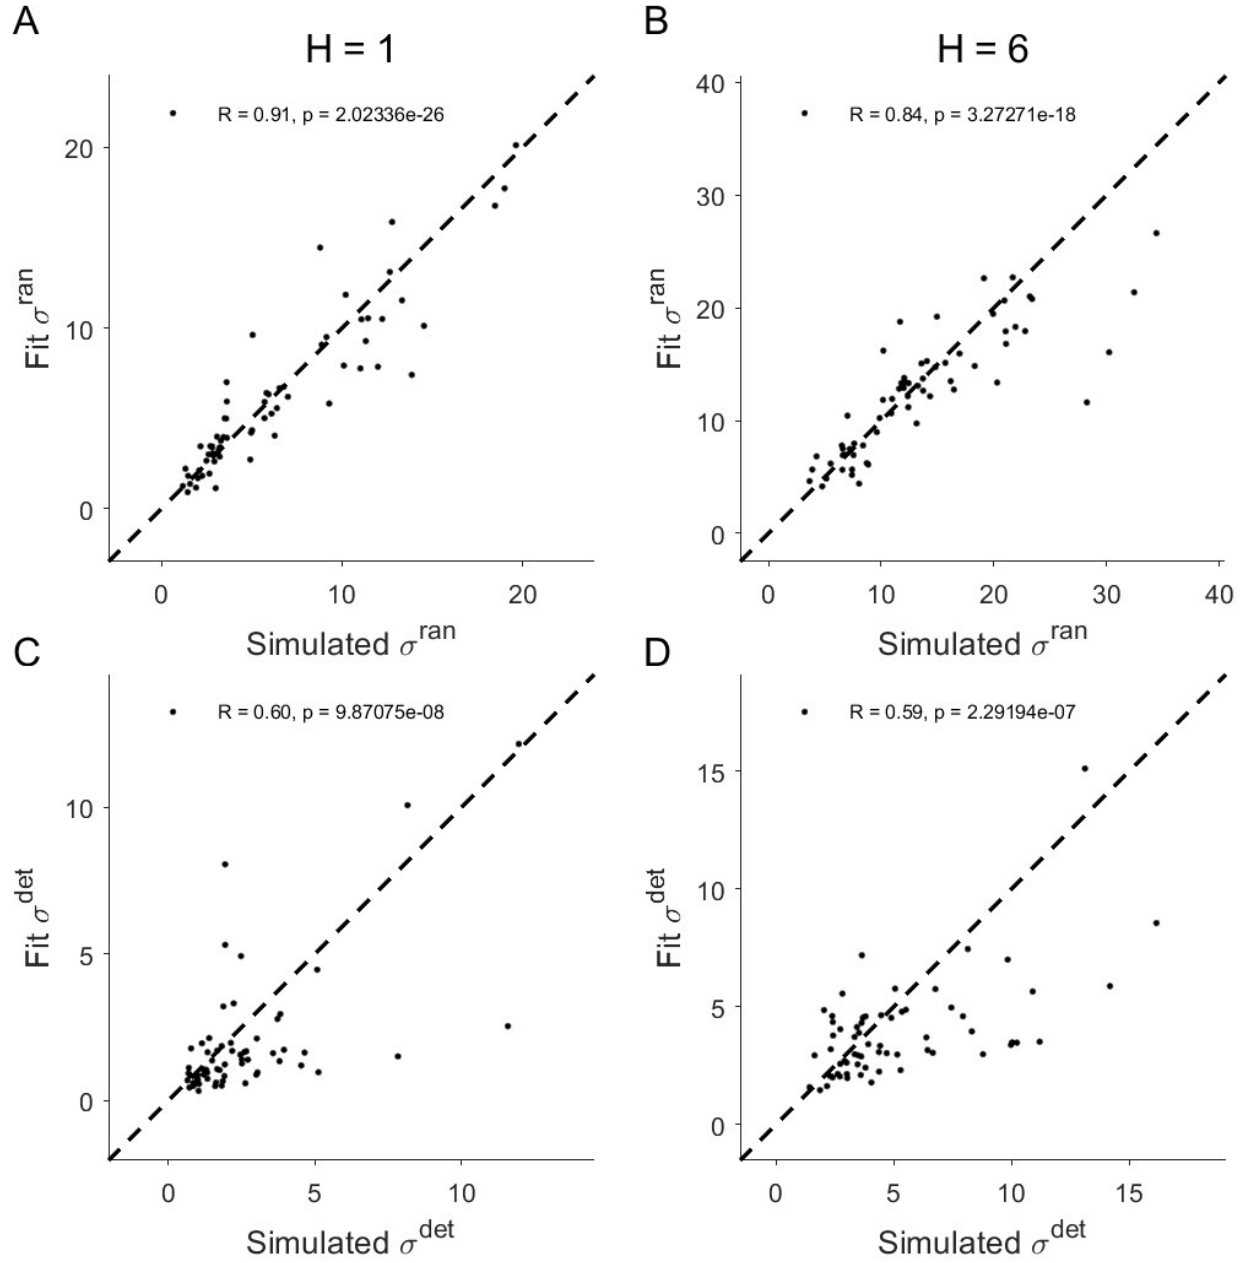 A
H = 1
R = 0.91, p = 2.02336e-26
20
10
0
Fit σ^ran
0 10 20
Simulated σ^ran
B
H = 6
R = 0.84, p = 3.27271e-18
40
30
20
10
0
Fit σ^ran
0 10 20 30 40
Simulated σ^ran
C
R = 0.60, p = 9.87075e-08
10
5
0
Fit σ^det
0 5 10
Simulated σ^det
D
R = 0.59, p = 2.29194e-07
15
10
5
0
Fit σ^det
0 5 10 15
Simulated σ^det